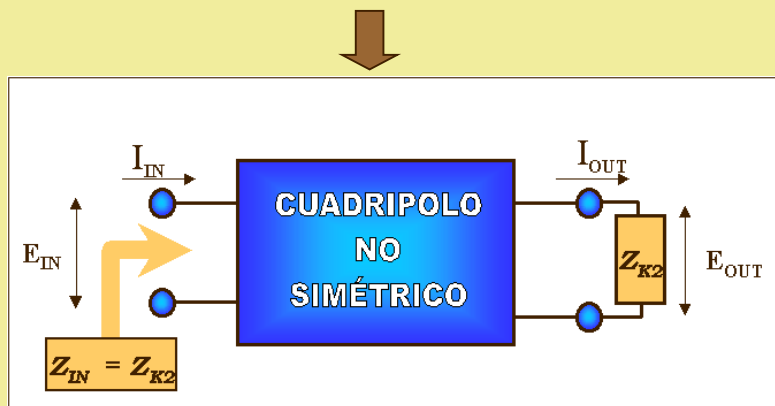 I_IN
I_OUT
CUADRIPOLO
NO
SIMÉTRICO
E_IN
Z_K2
E_OUT
Z_IN = Z_K2